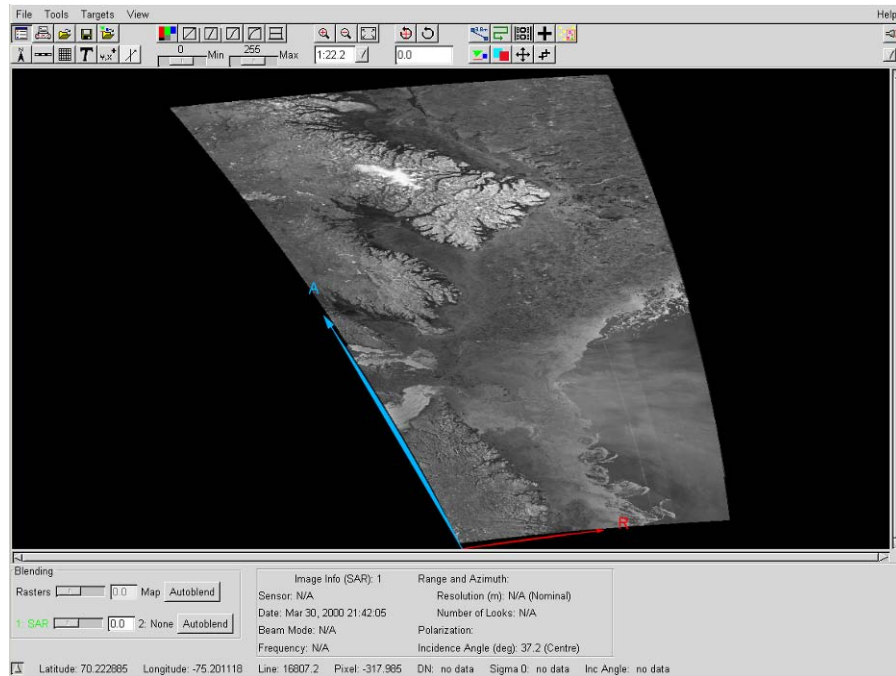 File Tools Targets View Help
0 Min 255 Max 1:22.2 0.0
A
R
Blending
Rasters 0.0 Map Autoblend
1: SAR 0.0 2: None Autoblend
Image Info (SAR): 1
Sensor: N/A
Date: Mar 30, 2000 21:42:05
Beam Mode: N/A
Frequency: N/A
Range and Azimuth:
Resolution (m): N/A (Nominal)
Number of Looks: N/A
Polarization:
Incidence Angle (deg): 37.2 (Centre)
Latitude: 70.222885 Longitude: -75.201118 Line: 16807.2 Pixel: -317.985 DN: no data Sigma 0: no data Inc Angle: no data